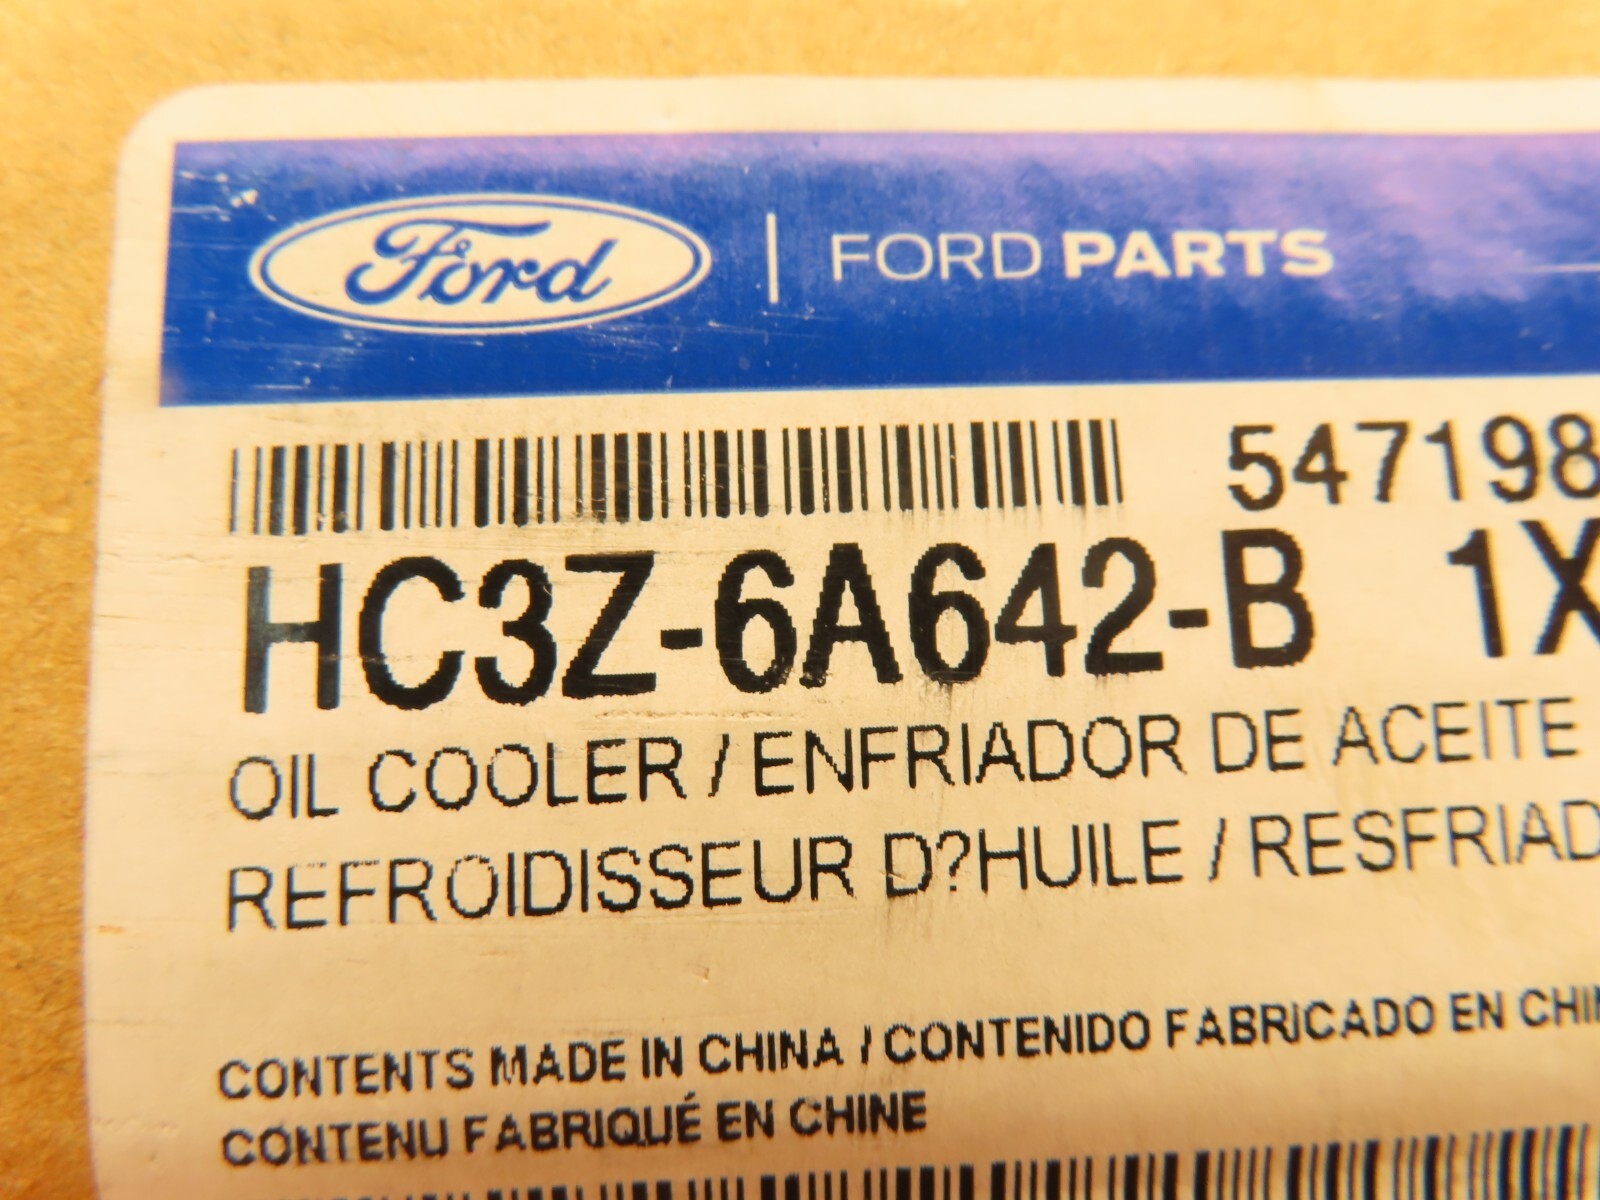 Ford | FORD PARTS
547198
HC3Z-6A642-B 1X
OIL COOLER / ENFRIADOR DE ACEITE
REFROIDISSEUR D?HUILE / RESFRIAD
CONTENTS MADE IN CHINA / CONTENIDO FABRICADO EN CHIN
CONTENU FABRIQUÉ EN CHINE